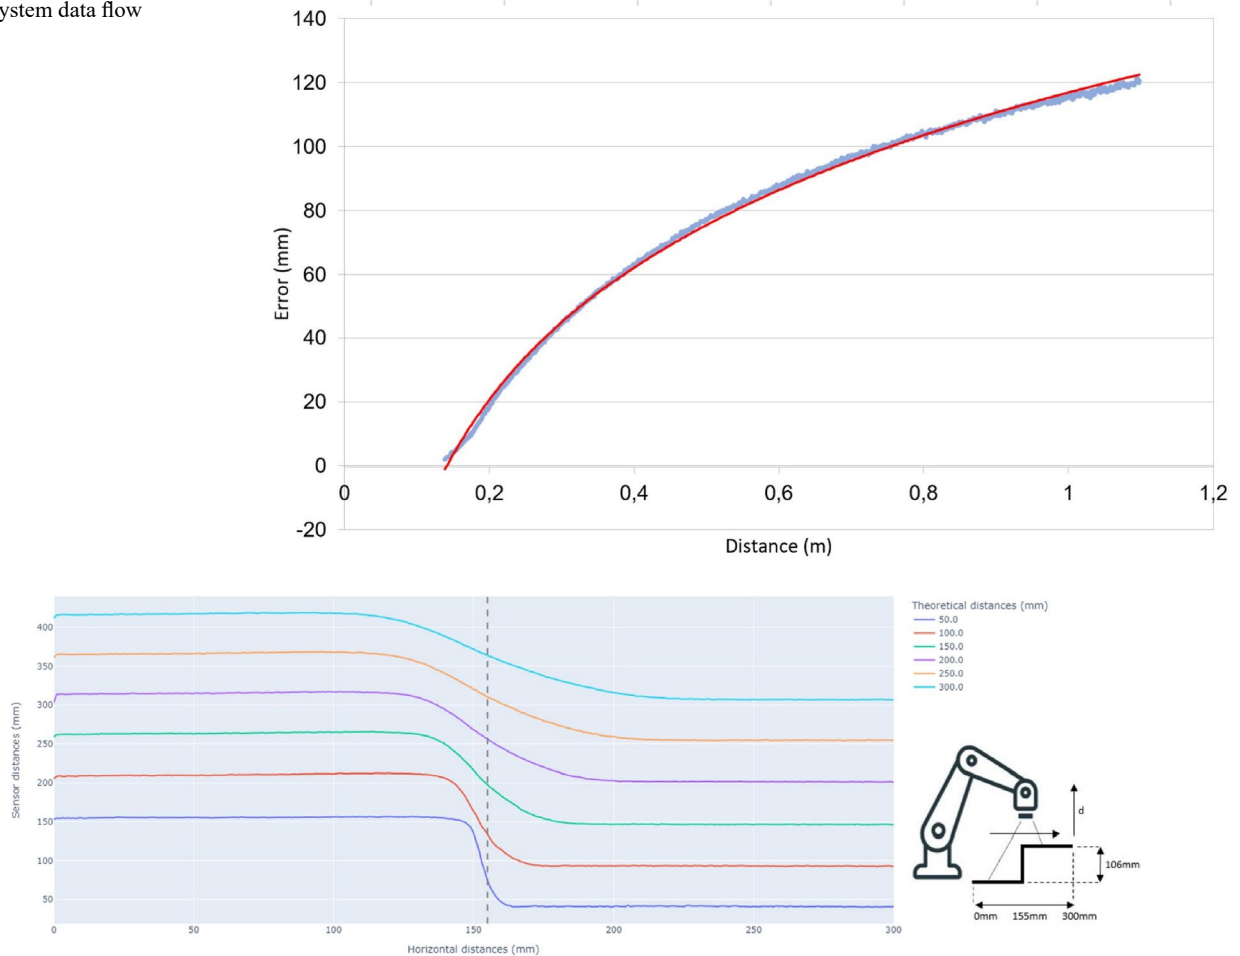 ystem data flow
140
120
100
80
60
40
20
0
-20
Error (mm)
0 0,2 0,4 0,6 0,8 1 1,2
Distance (m)
400
350
300
250
200
150
100
50
Sensor distances (mm)
0 50 100 150 200 250 300
Horizontal distances (mm)
Theoretical distances (mm)
50.0
100.0
150.0
200.0
250.0
300.0
d
106mm
0mm 155mm 300mm